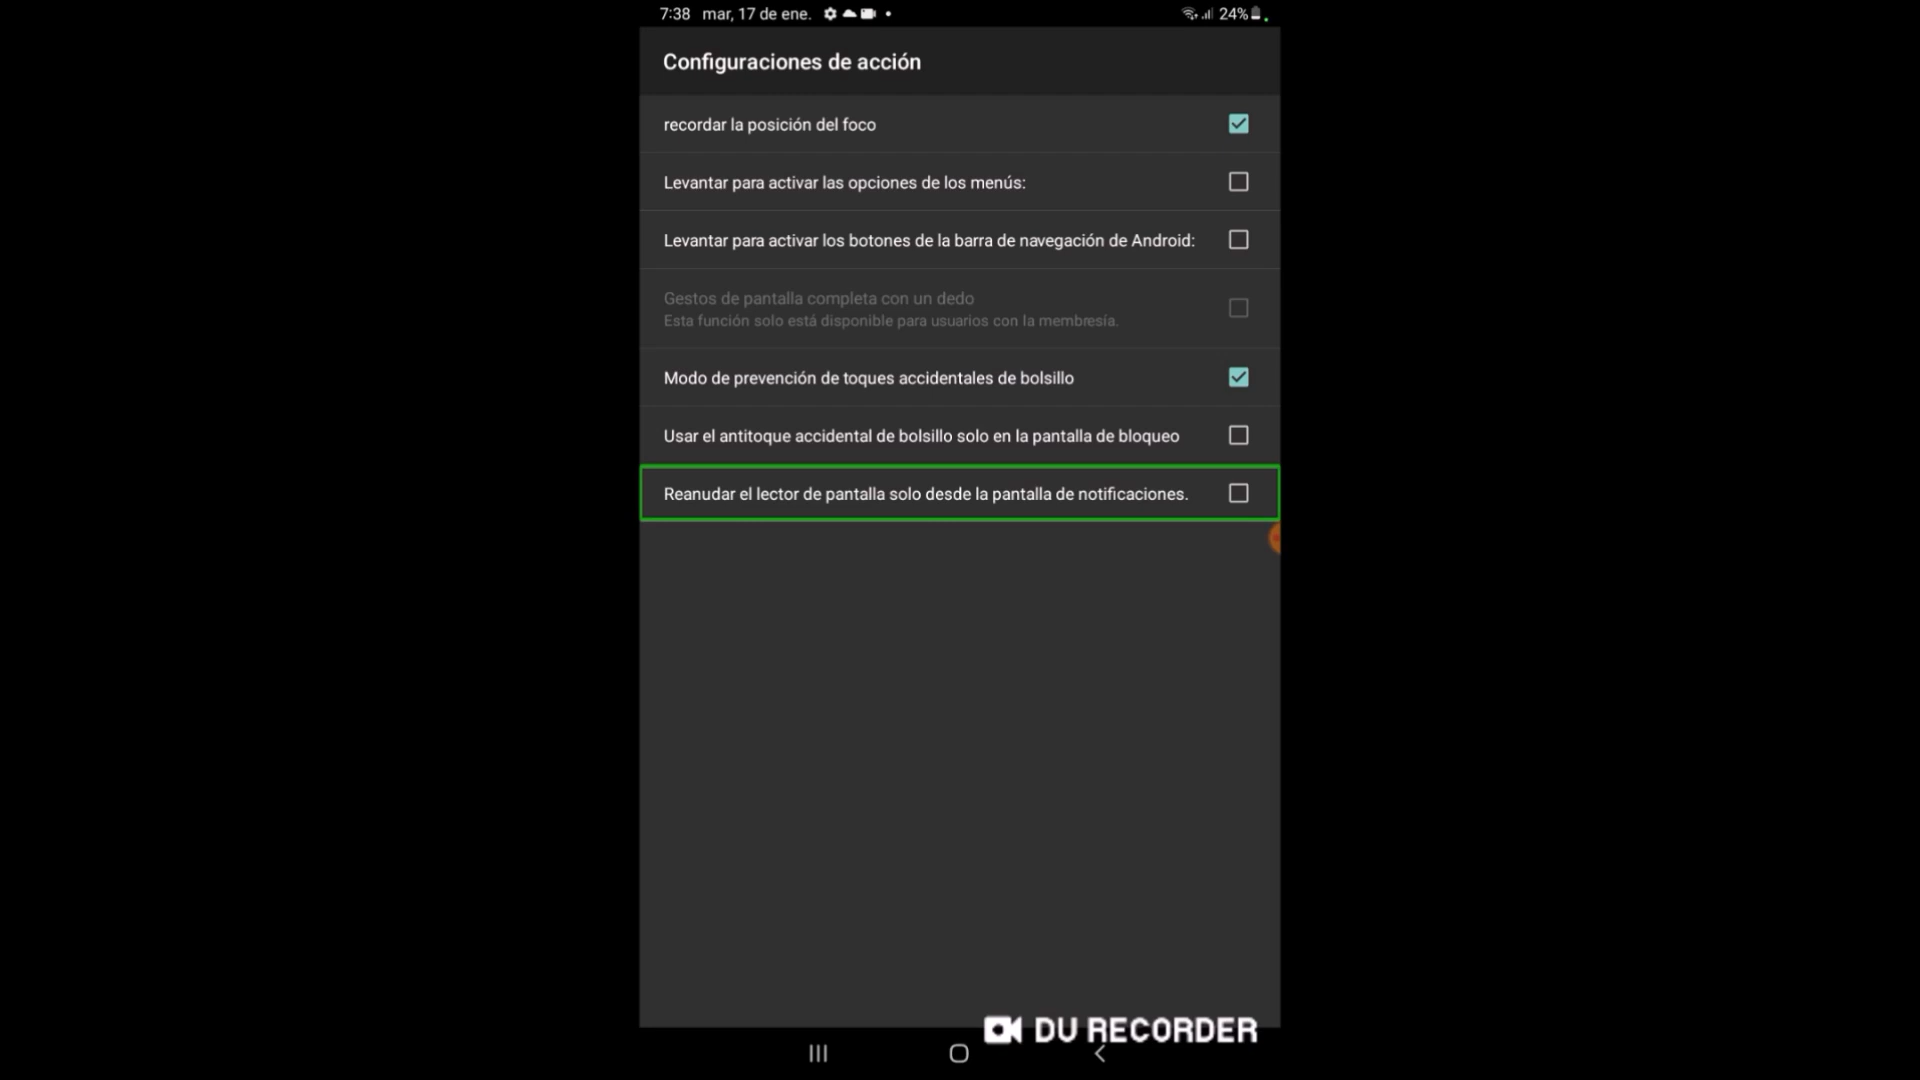 7:38 mar, 17 de ene. 24%
Configuraciones de acción
recordar la posición del foco
Levantar para activar las opciones de los menús:
Levantar para activar los botones de la barra de navegación de Android:
Gestos de pantalla completa con un dedo
Esta función solo está disponible para usuarios con la membresía.
Modo de prevención de toques accidentales de bolsillo
Usar el antitoque accidental de bolsillo solo en la pantalla de bloqueo
Reanudar el lector de pantalla solo desde la pantalla de notificaciones.
DU RECORDER